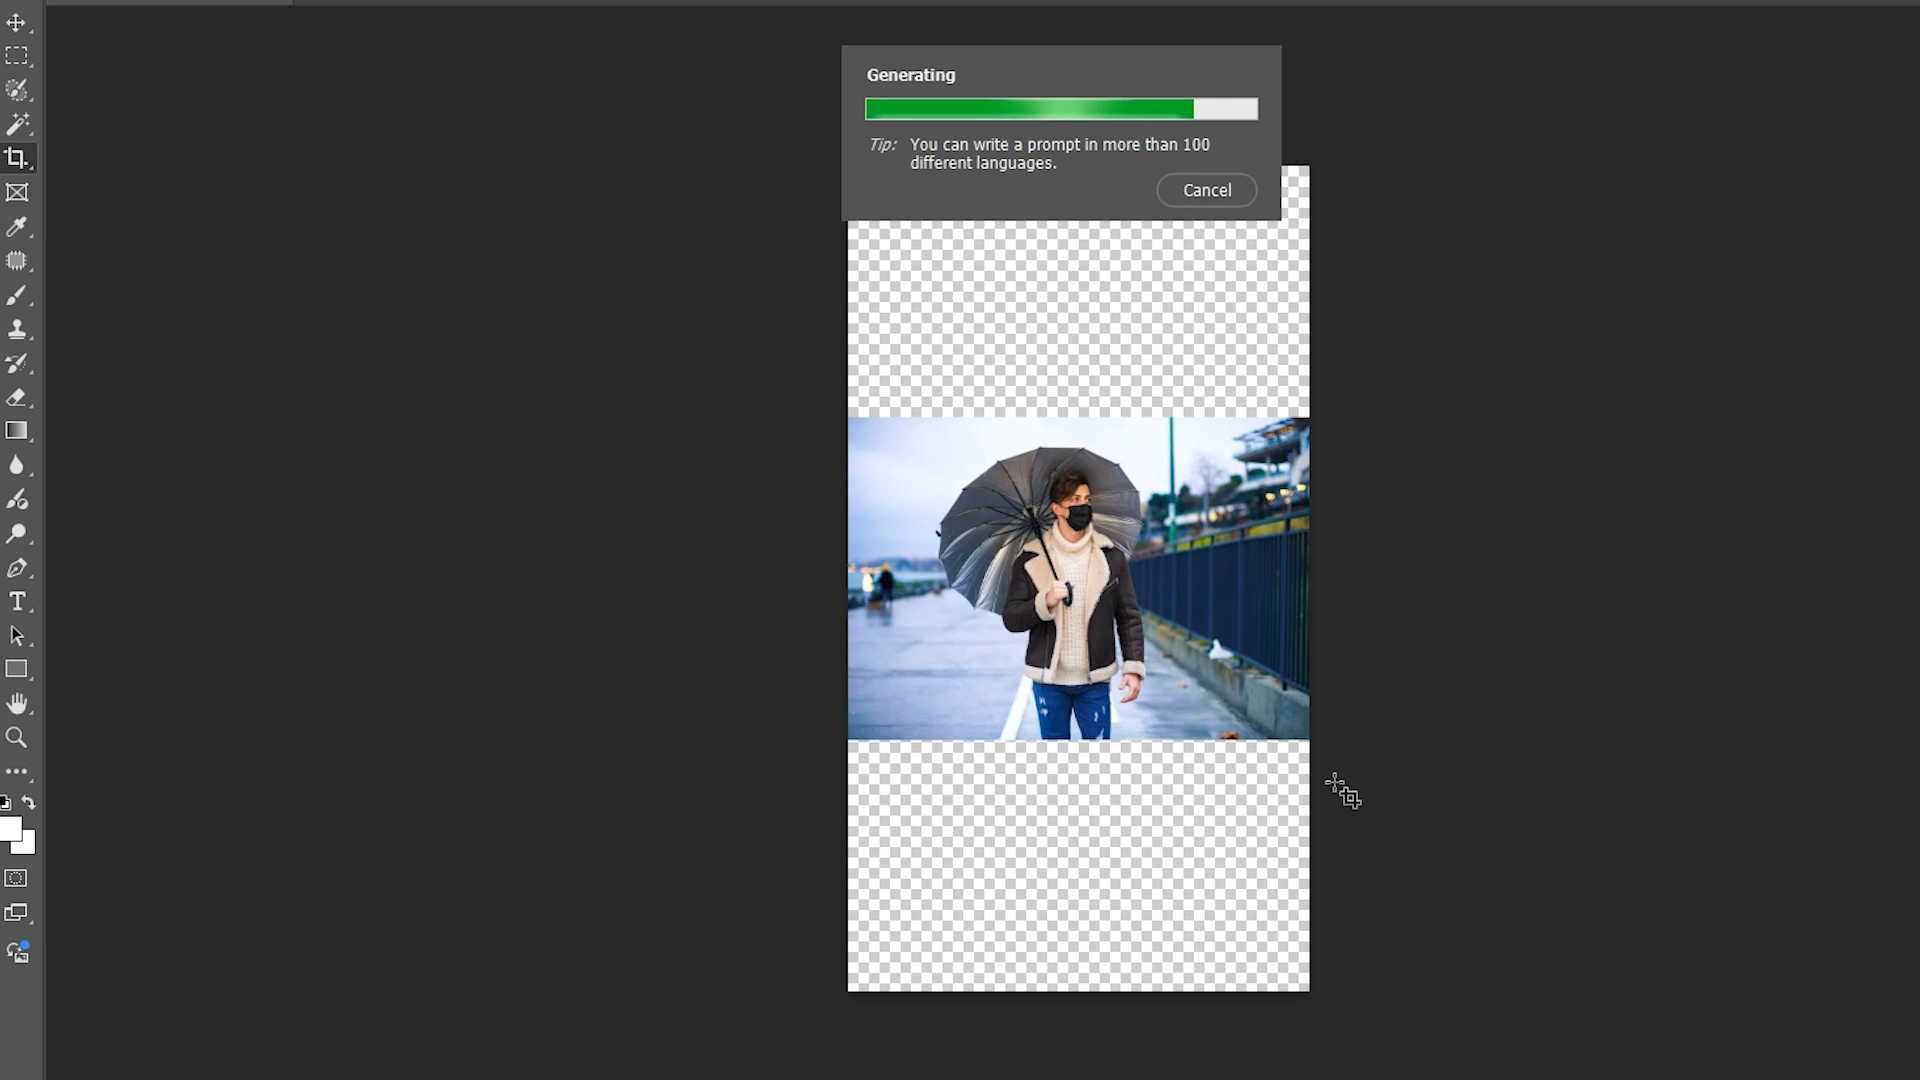 Generating
Tip: You can write a prompt in more than 100
different languages.
Cancel